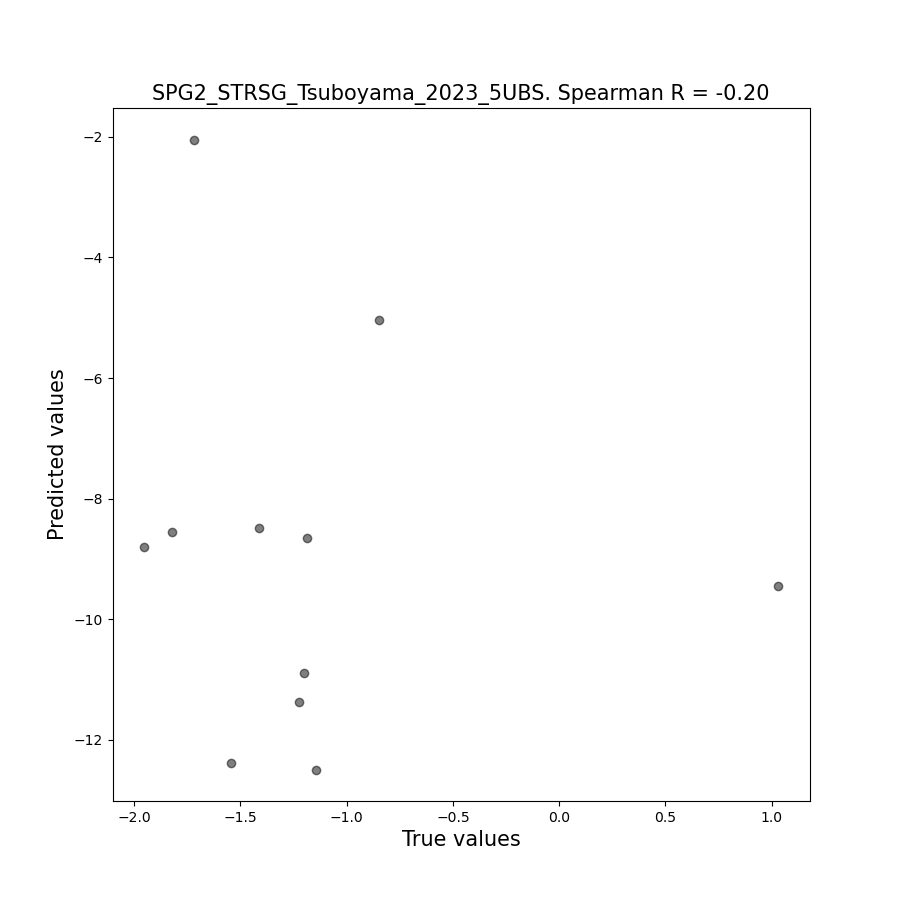 SPG2_STRSG_Tsuboyama_2023_5UBS. Spearman R = -0.20
−2
−4
−6
−8
−10
−12
Predicted values
−2.0 −1.5 −1.0 −0.5 0.0 0.5 1.0
True values